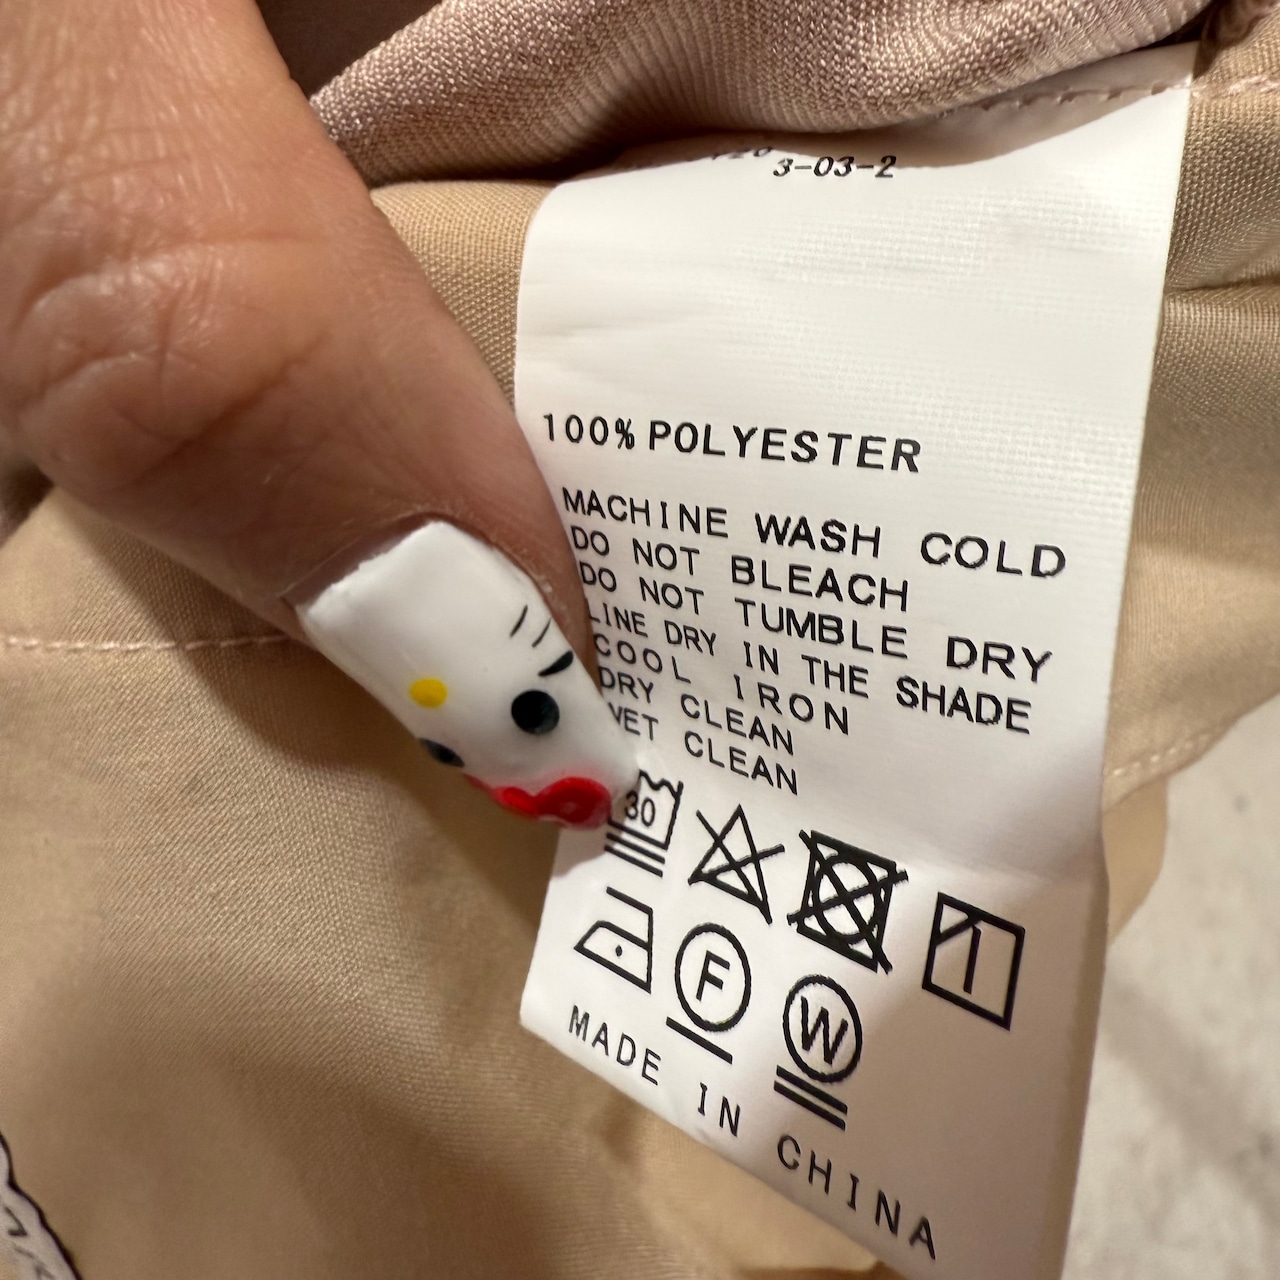 3-03-2
100% POLYESTER
MACHINE WASH COLD
DO NOT BLEACH
DO NOT TUMBLE DRY
LINE DRY IN THE SHADE
COOL IRON
DRY CLEAN
WET CLEAN
30
F
W
MADE IN CHINA